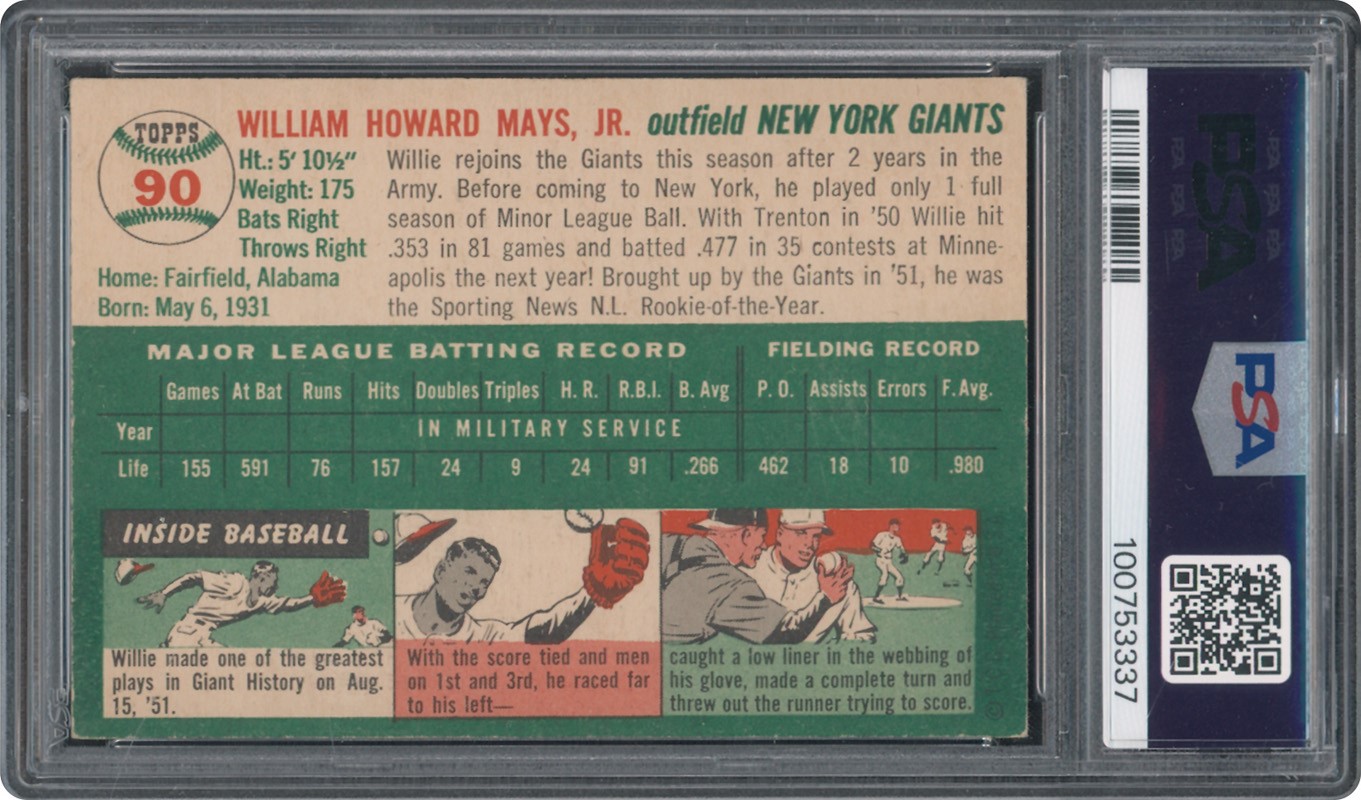 TOPPS
90
WILLIAM HOWARD MAYS, JR. outfield NEW YORK GIANTS
Ht.: 5' 10½"
Weight: 175
Bats Right
Throws Right
Home: Fairfield, Alabama
Born: May 6, 1931
Willie rejoins the Giants this season after 2 years in the
Army. Before coming to New York, he played only 1 full
season of Minor League Ball. With Trenton in '50 Willie hit
.353 in 81 games and batted .477 in 35 contests at Minne-
apolis the next year! Brought up by the Giants in '51, he was
the Sporting News N.L. Rookie-of-the-Year.
MAJOR LEAGUE BATTING RECORD FIELDING RECORD
Games At Bat Runs Hits Doubles Triples H. R. R.B.I. B. Avg P. O. Assists Errors F. Avg.
Year IN MILITARY SERVICE
Life 155 591 76 157 24 9 24 91 .266 462 18 10 .980
INSIDE BASEBALL
Willie made one of the greatest
plays in Giant History on Aug.
15, '51.
With the score tied and men
on 1st and 3rd, he raced far
to his left—
caught a low liner in the webbing of
his glove, made a complete turn and
threw out the runner trying to score.
©
PSA
PSA
100753337